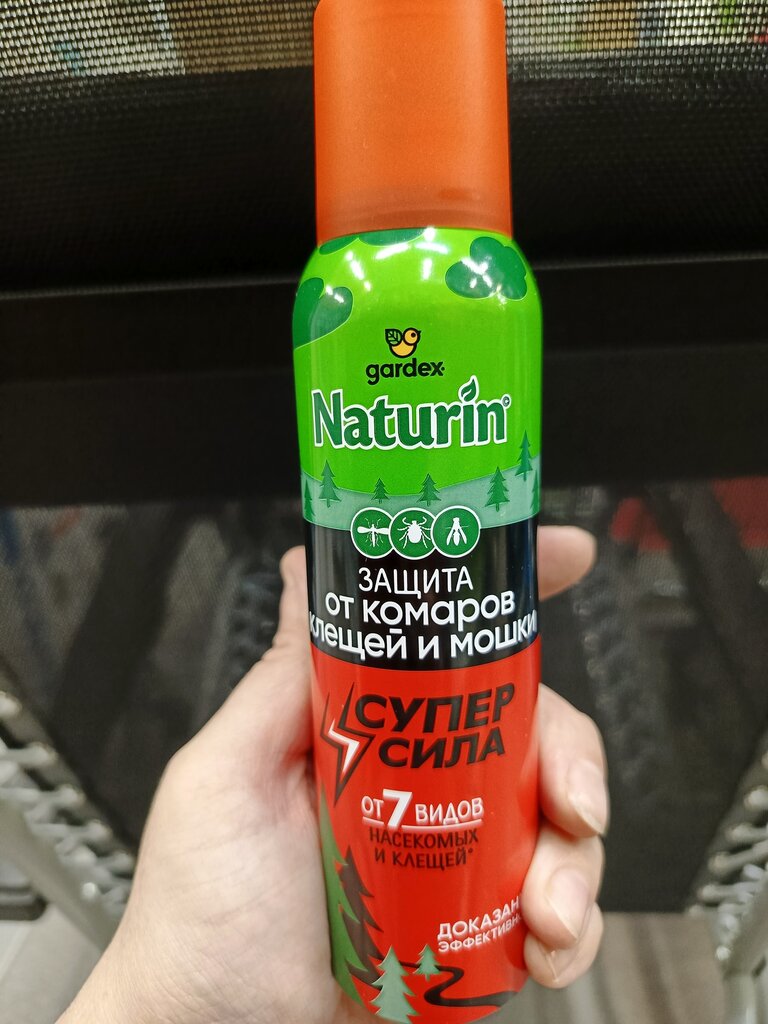 gardex
Naturin
ЗАЩИТА
от комаров
клещей и мошки
СУПЕР
СИЛА
от 7 видов
насекомых
и клещей*